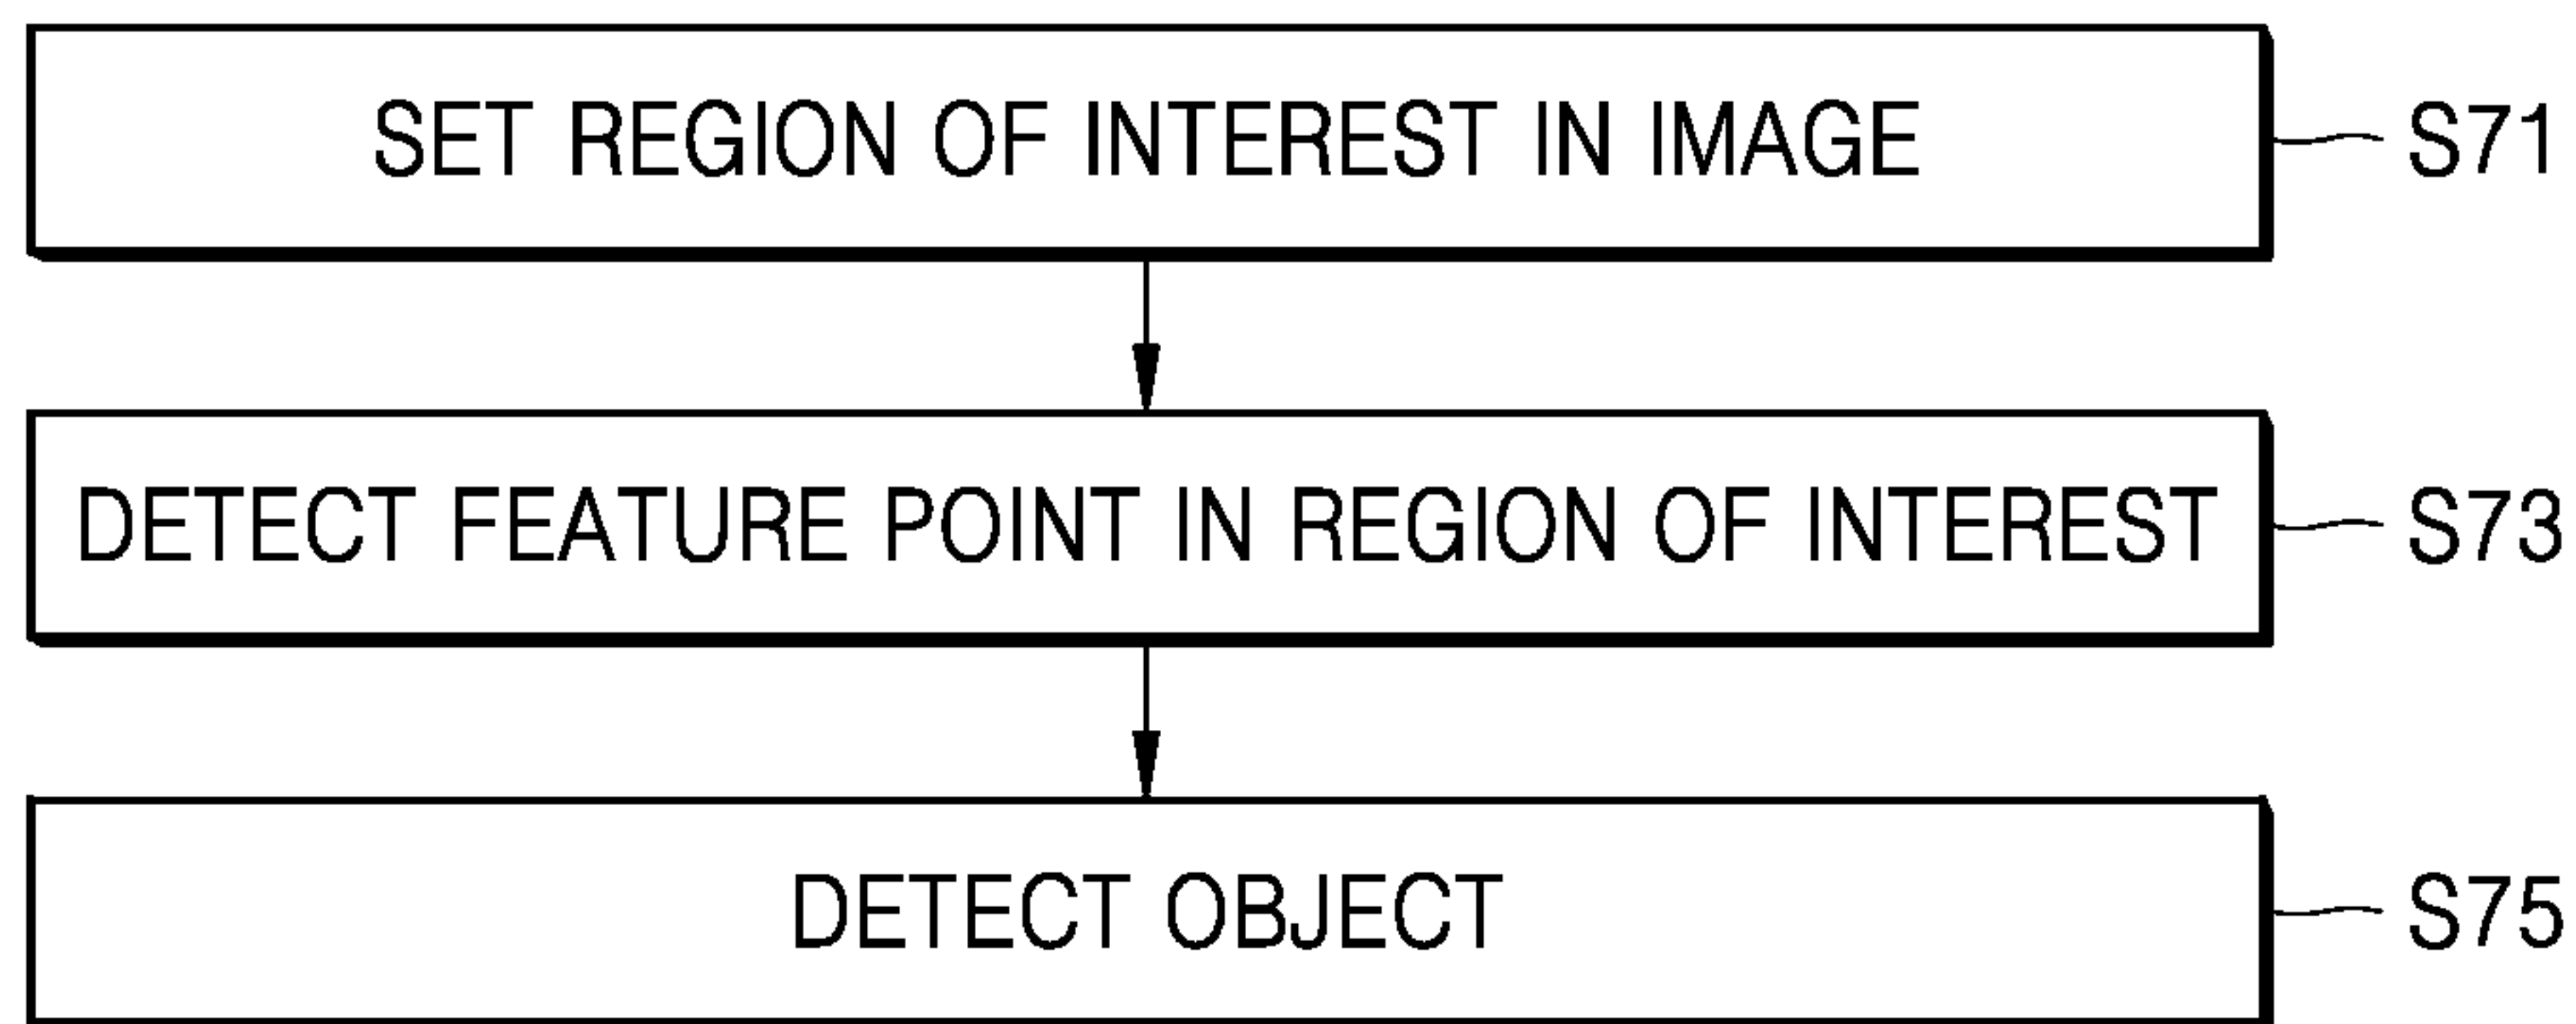 SET REGION OF INTEREST IN IMAGE S71
DETECT FEATURE POINT IN REGION OF INTEREST S73
DETECT OBJECT S75